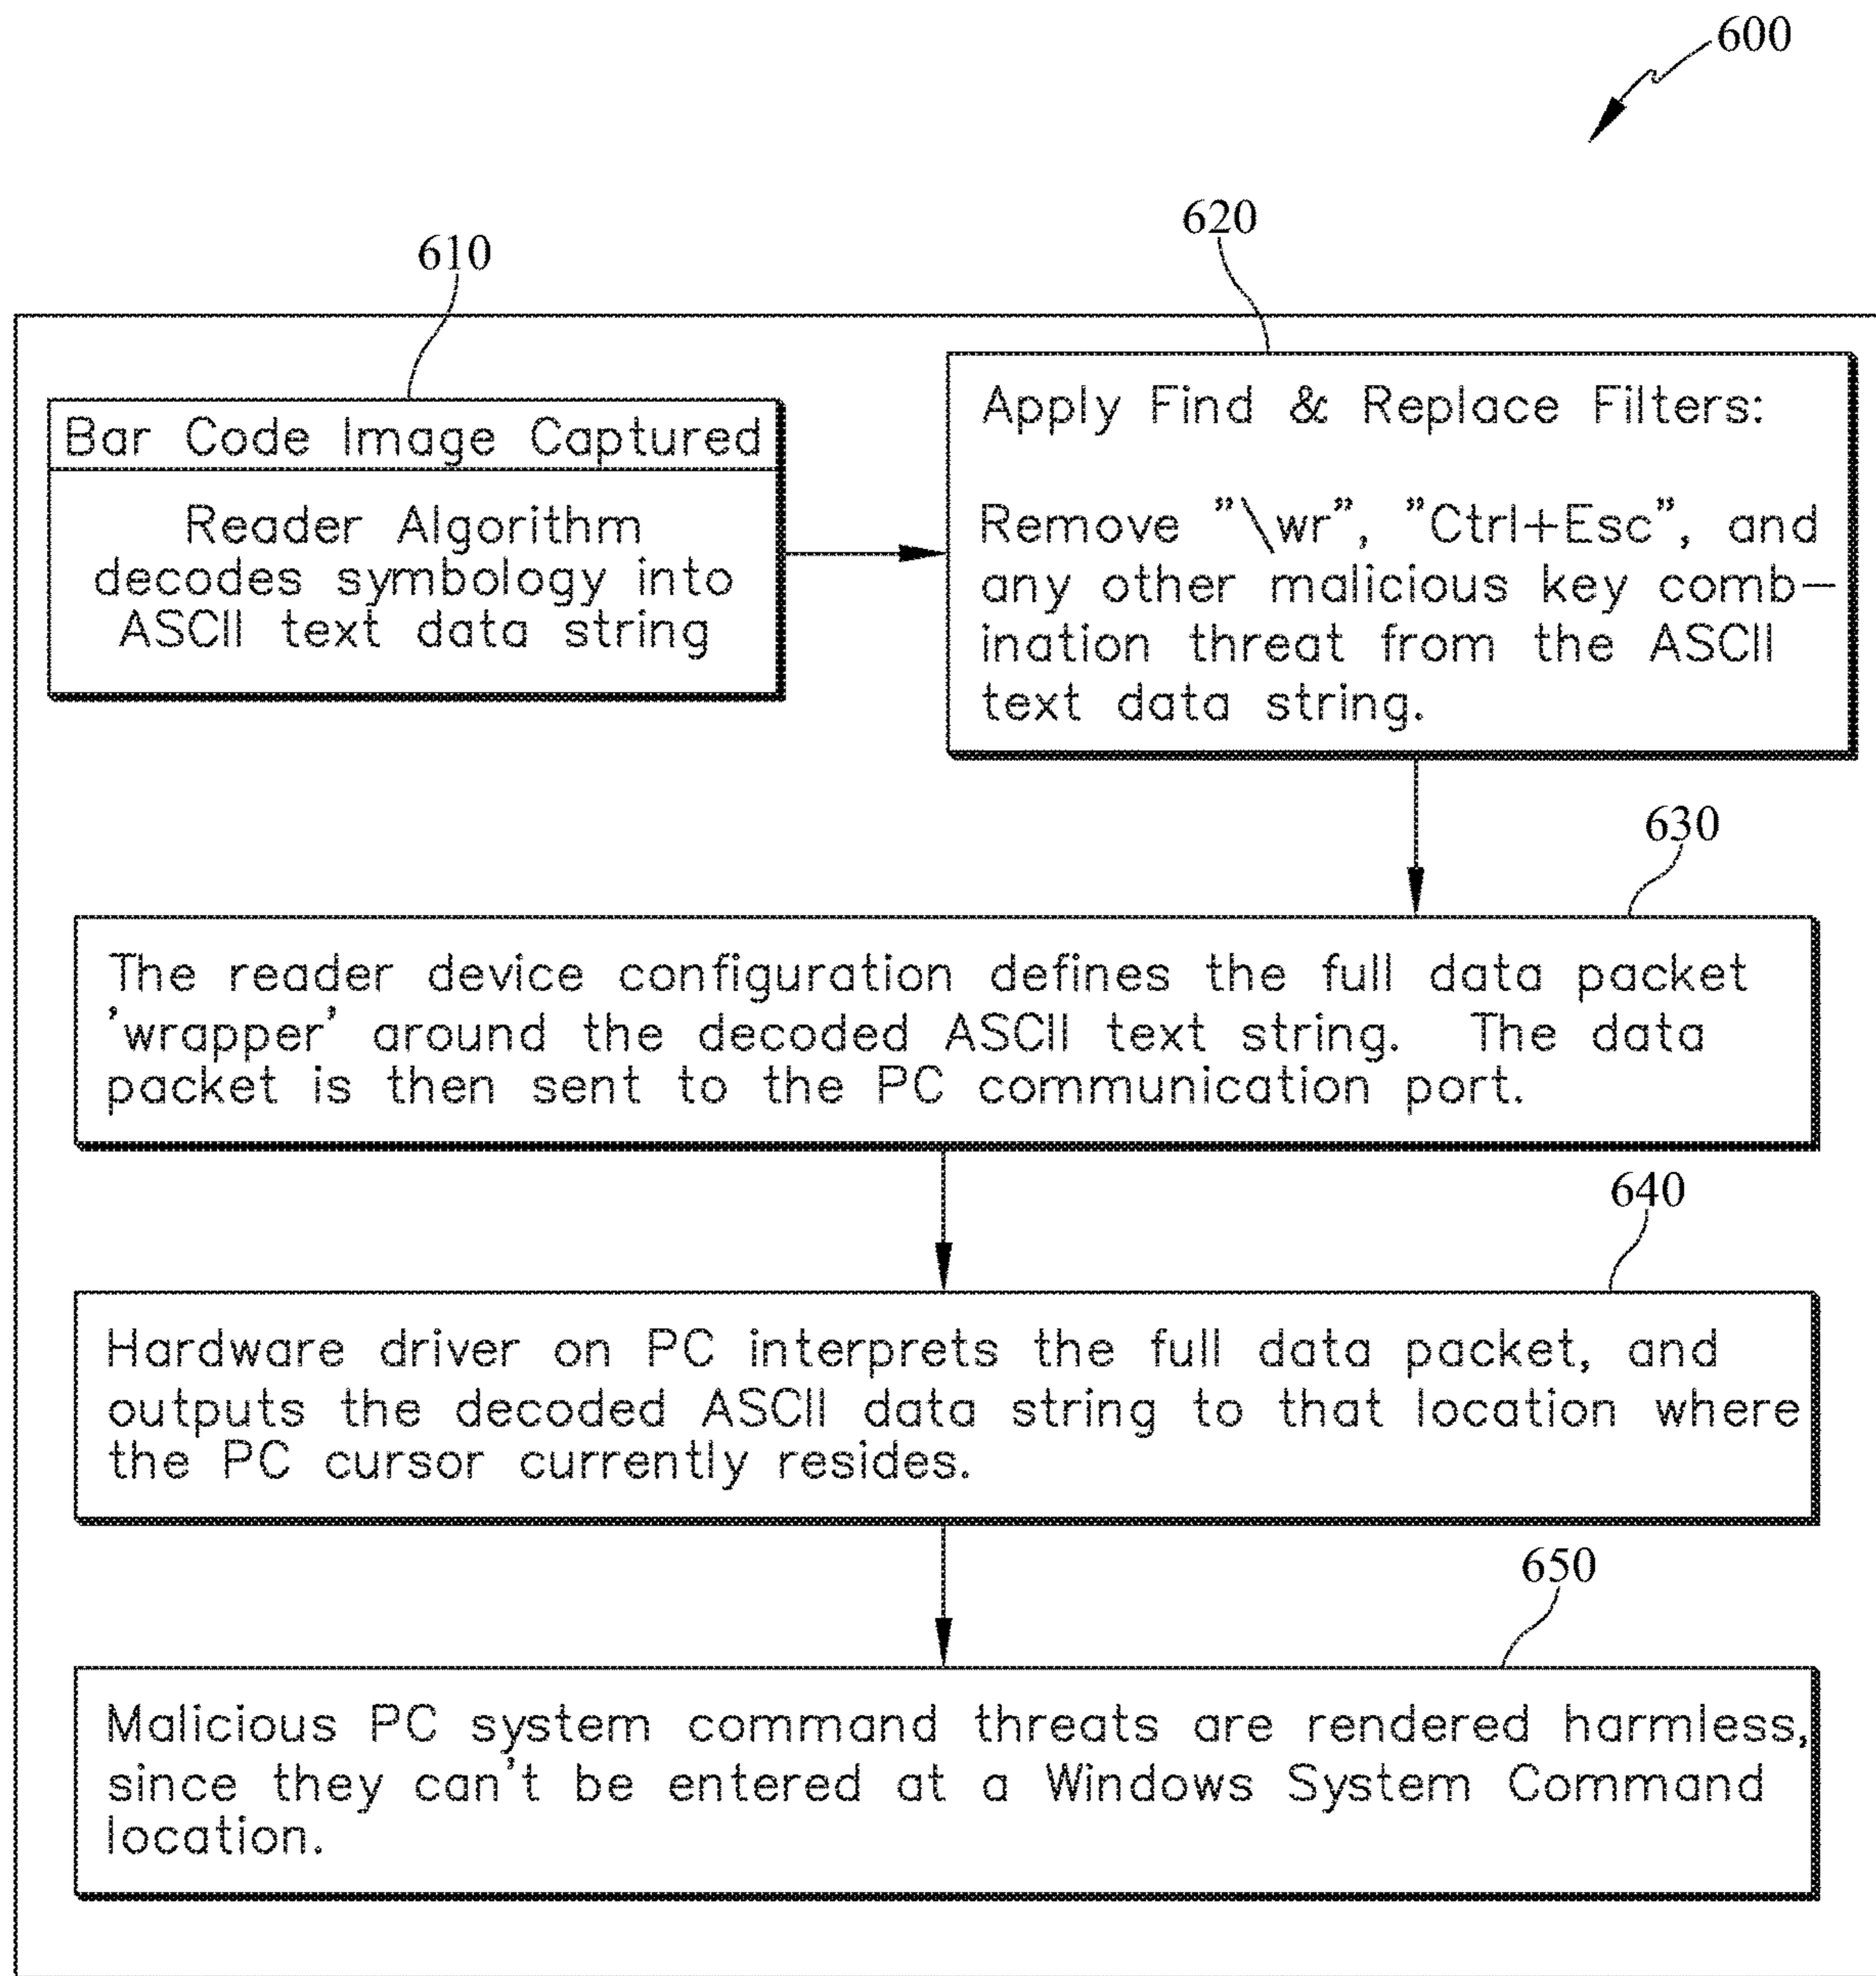 600
610
620
Bar Code Image Captured
Reader Algorithm
decodes symbology into
ASCII text data string
Apply Find & Replace Filters:
Remove "\wr", "Ctrl+Esc", and
any other malicious key comb-
ination threat from the ASCII
text data string.
630
The reader device configuration defines the full data packet
'wrapper' around the decoded ASCII text string. The data
packet is then sent to the PC communication port.
640
Hardware driver on PC interprets the full data packet, and
outputs the decoded ASCII data string to that location where
the PC cursor currently resides.
650
Malicious PC system command threats are rendered harmless,
since they can't be entered at a Windows System Command
location.